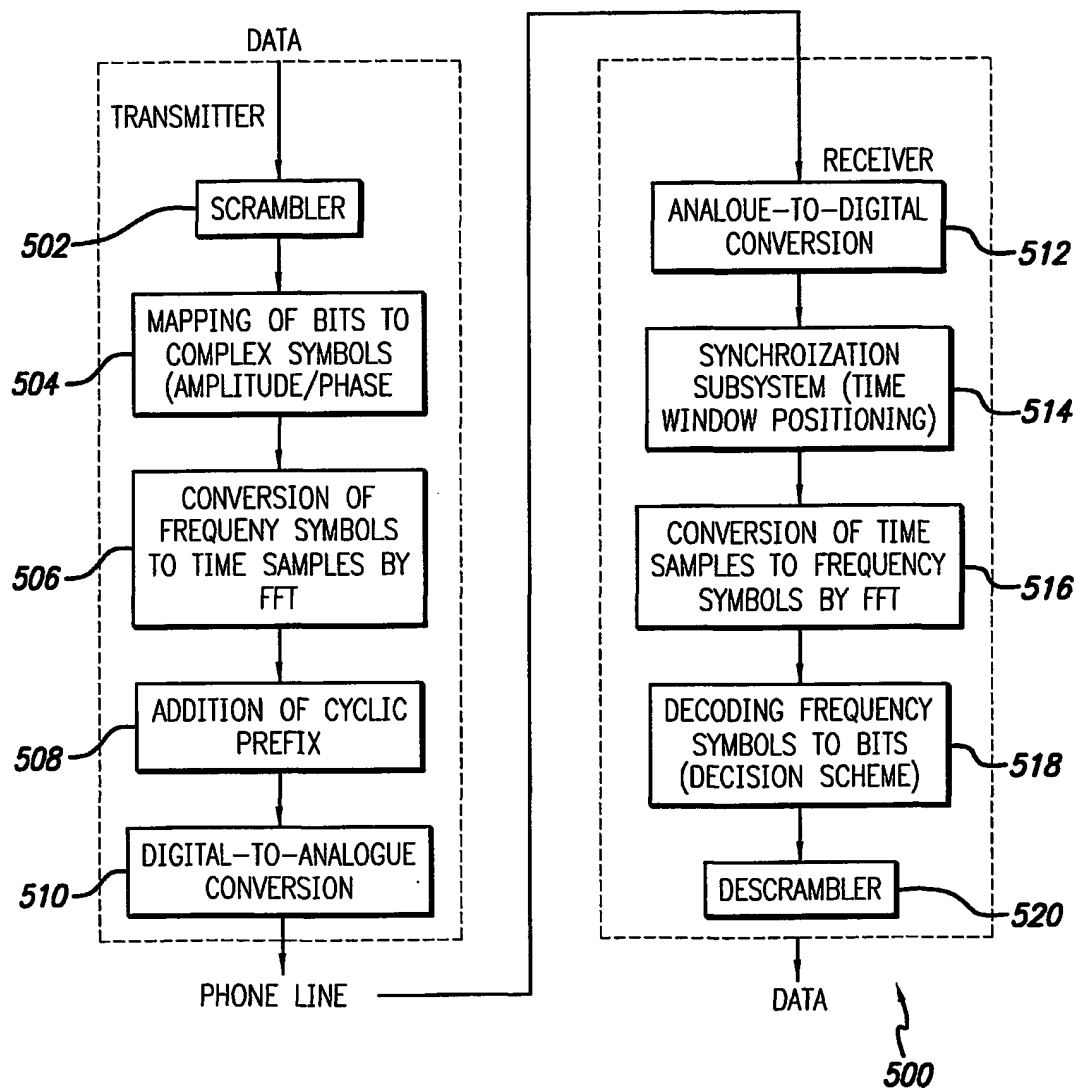 DATA
TRANSMITTER
SCRAMBLER
502
MAPPING OF BITS TO
COMPLEX SYMBOLS
(AMPLITUDE/PHASE
504
CONVERSION OF
FREQUENY SYMBOLS
TO TIME SAMPLES BY
FFT
506
ADDITION OF CYCLIC
PREFIX
508
DIGITAL-TO-ANALOGUE
CONVERSION
510
PHONE LINE
RECEIVER
ANALOUE-TO-DIGITAL
CONVERSION
512
SYNCHROIZATION
SUBSYSTEM (TIME
WINDOW POSITIONING)
514
CONVERSION OF TIME
SAMPLES TO FREQUENCY
SYMBOLS BY FFT
516
DECODING FREQUENCY
SYMBOLS TO BITS
(DECISION SCHEME)
518
DESCRAMBLER
520
DATA
500